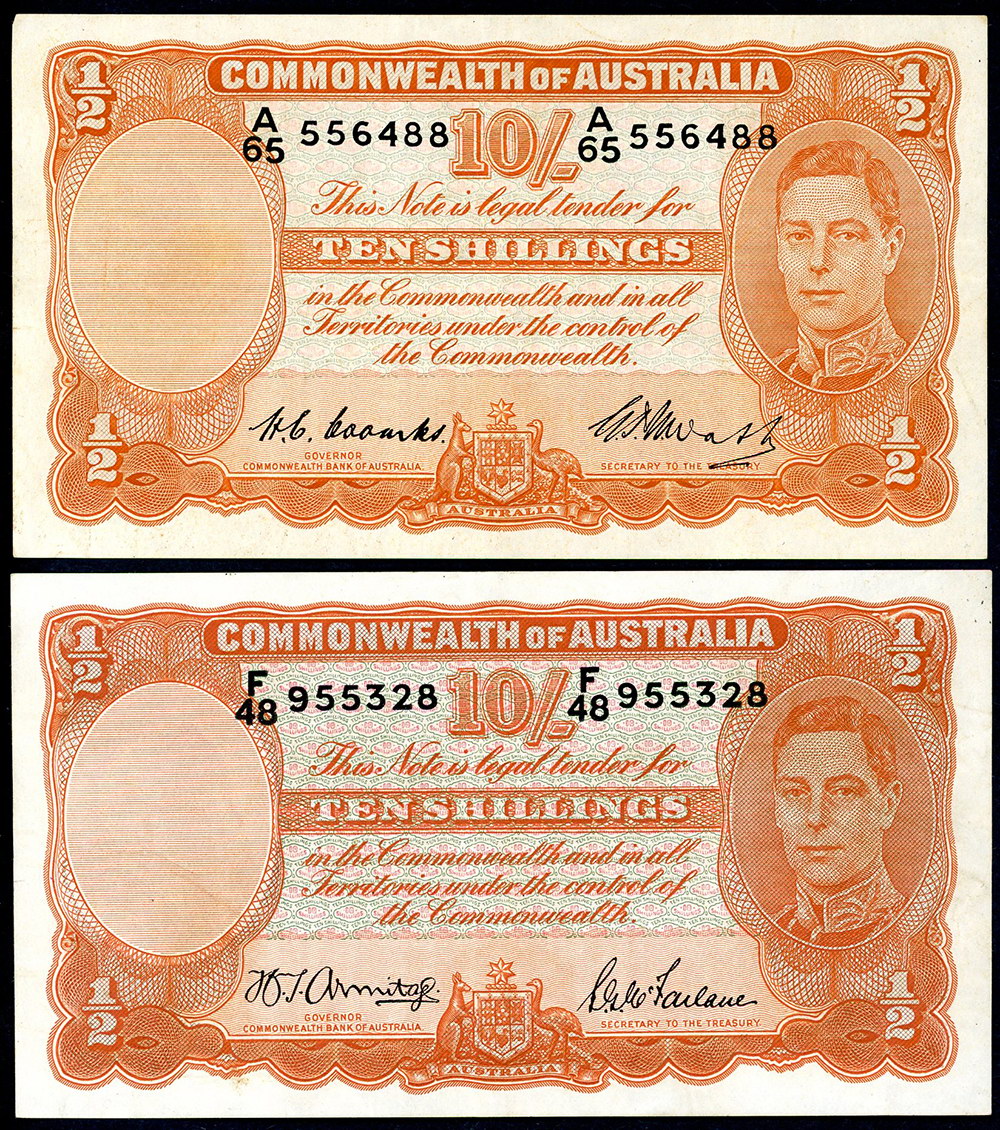 1/2 COMMONWEALTH OF AUSTRALIA 1/2
A/65 556488 10/- A/65 556488
This Note is legal tender for
TEN SHILLINGS
in the Commonwealth and in all
Territories under the control of
the Commonwealth.
H.C. Coombs.
GOVERNOR
COMMONWEALTH BANK OF AUSTRALIA.
SECRETARY TO THE TREASURY
1/2 1/2
AUSTRALIA
1/2 COMMONWEALTH OF AUSTRALIA 1/2
F/48 955328 10/- F/48 955328
This Note is legal tender for
TEN SHILLINGS
in the Commonwealth and in all
Territories under the control of
the Commonwealth.
H.T. Armitage. S.G. McFarlane
GOVERNOR
COMMONWEALTH BANK OF AUSTRALIA.
SECRETARY TO THE TREASURY.
1/2 1/2
AUSTRALIA